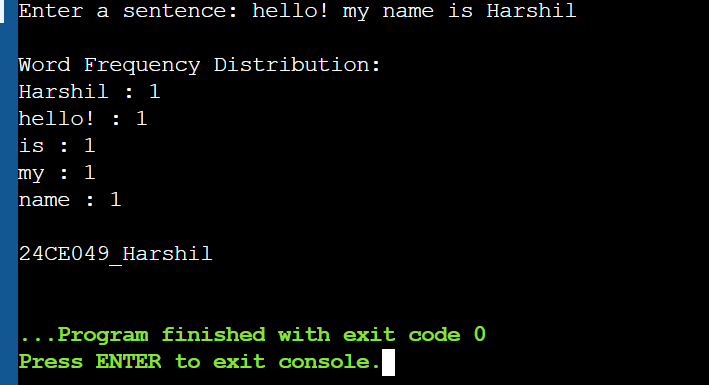 Enter a sentence: hello! my name is Harshil
Word Frequency Distribution:
Harshil : 1
hello! : 1
is : 1
my : 1
name : 1
24CE049_Harshil
...Program finished with exit code 0
Press ENTER to exit console.